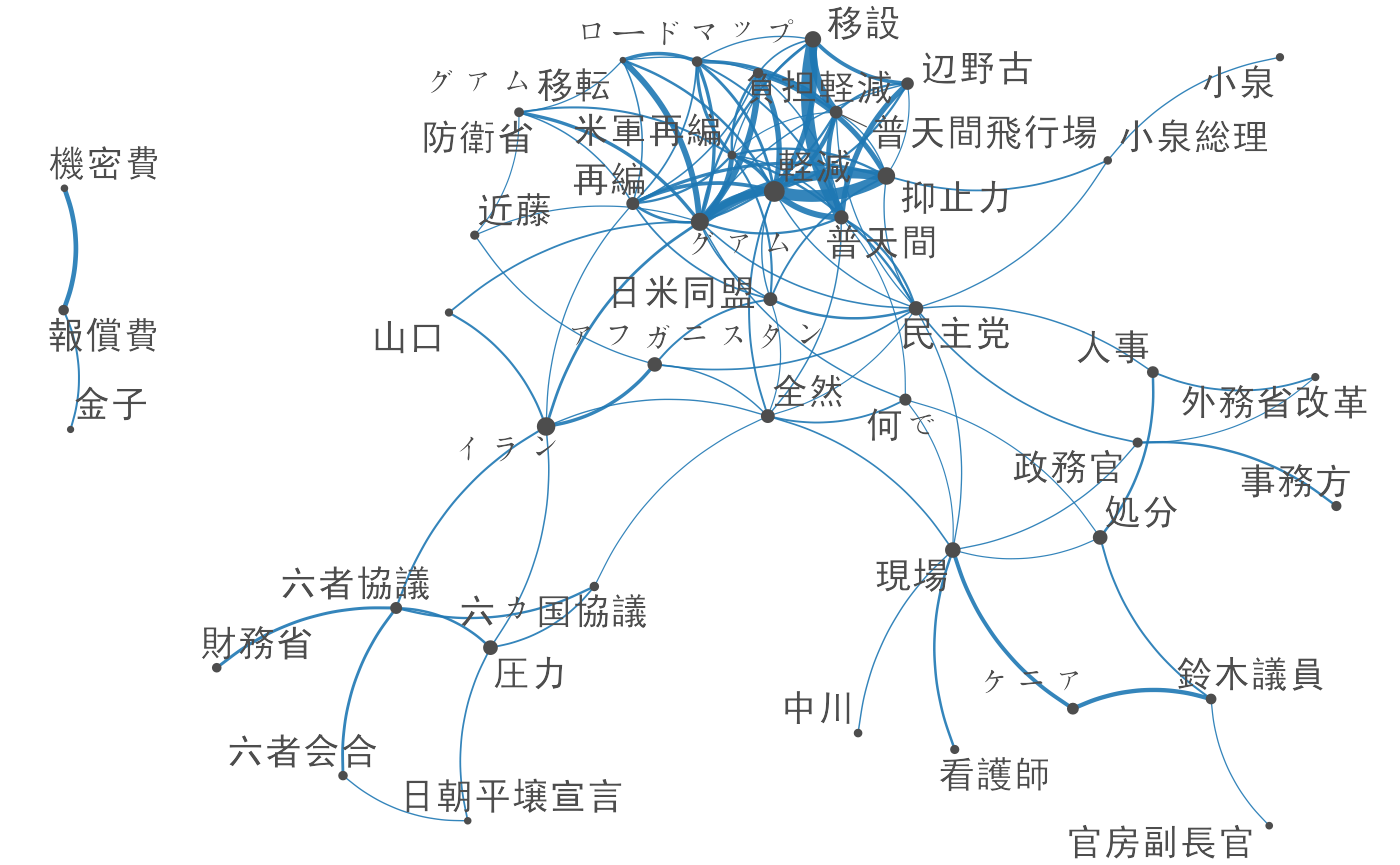 ロードマップ
移設
グアム移転
負担軽減
辺野古
小泉
防衛省
米軍再編
普天間飛行場
小泉総理
機密費
再編
軽減
抑止力
近藤
グアム
普天間
日米同盟
報償費
山口
アフガニスタン
民主党
人事
金子
全然
何で
外務省改革
イラン
政務官
事務方
処分
六者協議
六カ国協議
現場
財務省
圧力
ケニア
鈴木議員
中川
六者会合
看護師
日朝平壌宣言
官房副長官